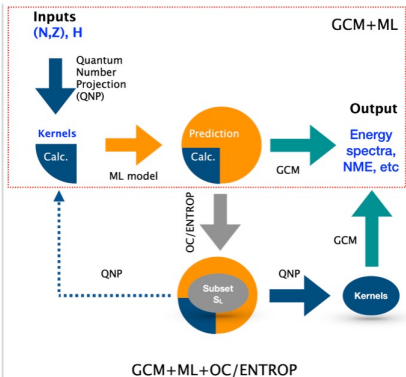 Inputs
(N,Z), H
GCM+ML
Quantum
Number
Projection
(QNP)
Output
Kernels
Calc.
ML model
Prediction
Calc.
GCM
Energy
spectra,
NME, etc
OC/ENTROP
GCM
QNP
Subset
SL
QNP
Kernels
GCM+ML+OC/ENTROP